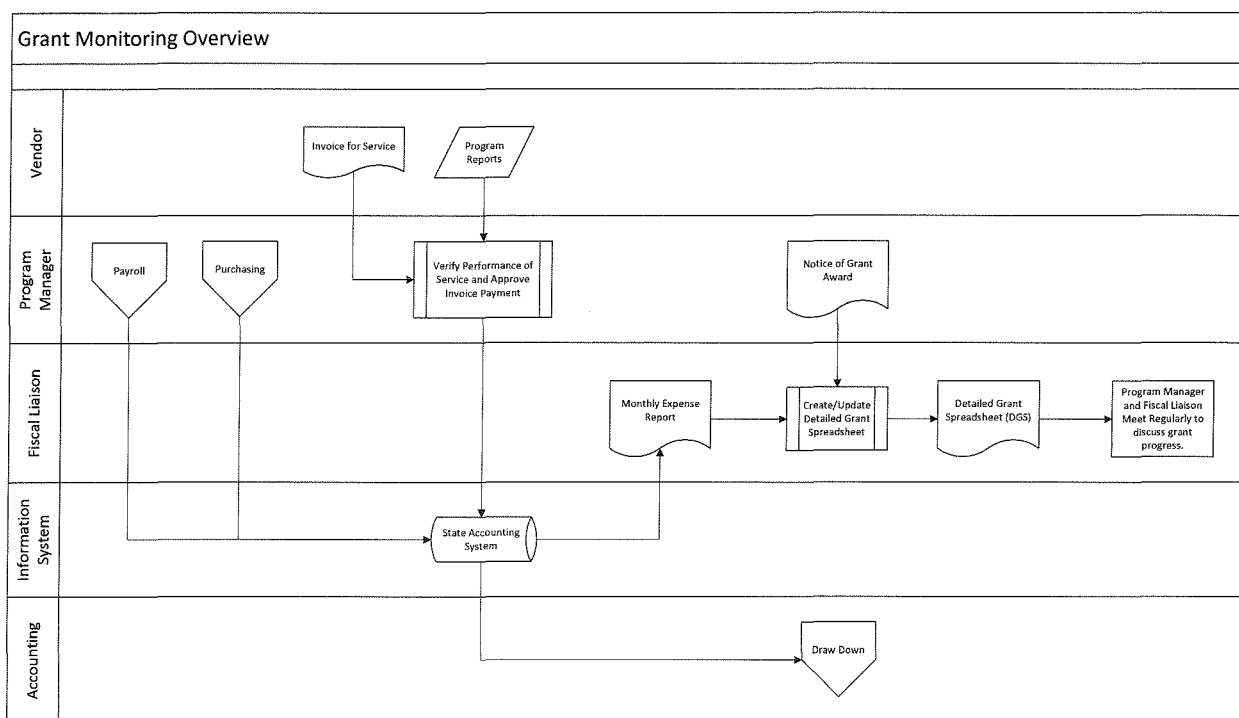 Grant Monitoring Overview
Vendor
Invoice for Service
Program
Reports
Program
Manager
Payroll
Purchasing
Verify Performance of
Service and Approve
Invoice Payment
Notice of Grant
Award
Fiscal Liaison
Monthly Expense
Report
Create/Update
Detailed Grant
Spreadsheet
Detailed Grant
Spreadsheet (DGS)
Program Manager
and Fiscal Liaison
Meet Regularly to
discuss grant
progress.
Information
System
State Accounting
System
Accounting
Draw Down